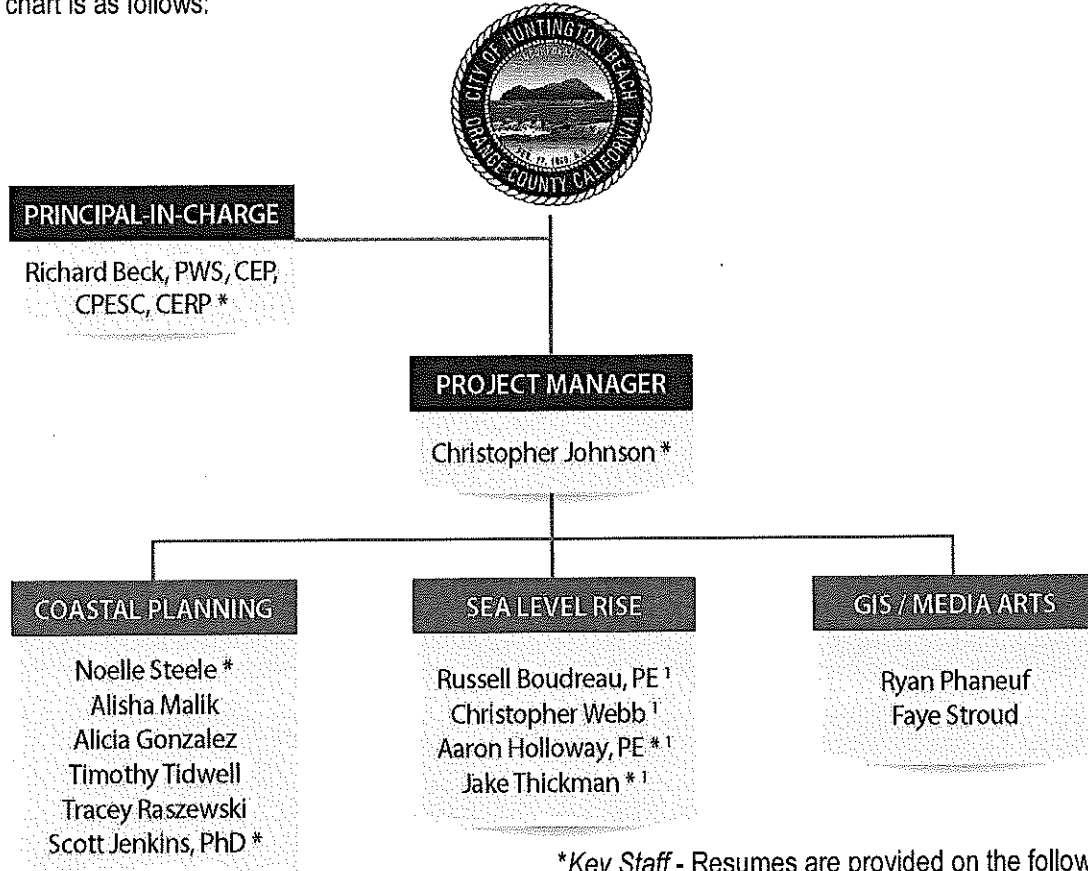 chart is as follows:
CITY OF HUNTINGTON BEACH
ORANGE COUNTY CALIFORNIA
PRINCIPAL-IN-CHARGE
Richard Beck, PWS, CEP,
CPESC, CERP *
PROJECT MANAGER
Christopher Johnson *
COASTAL PLANNING
Noelle Steele *
Alisha Malik
Alicia Gonzalez
Timothy Tidwell
Tracey Raszewski
Scott Jenkins, PhD *
SEA LEVEL RISE
Russell Boudreau, PE ¹
Christopher Webb ¹
Aaron Holloway, PE * ¹
Jake Thickman * ¹
GIS / MEDIA ARTS
Ryan Phaneuf
Faye Stroud
*Key Staff - Resumes are provided on the follow